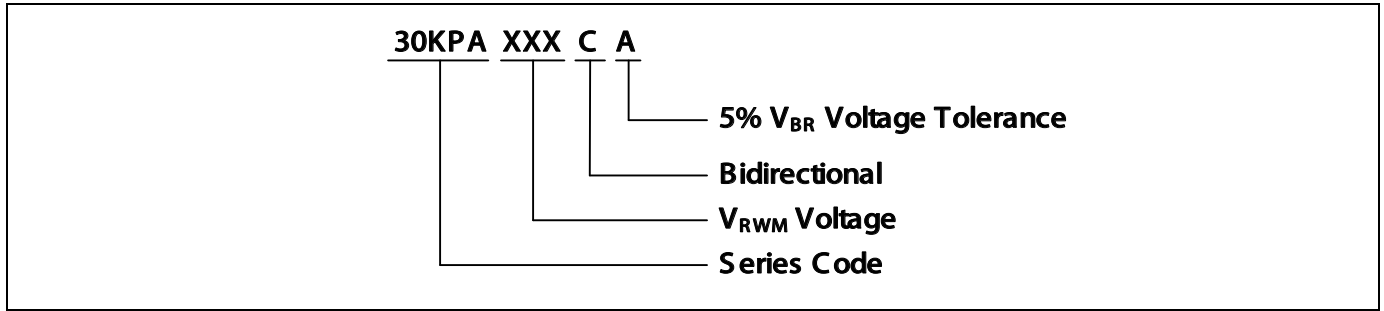 30KPA XXX C A
5% VBR Voltage Tolerance
Bidirectional
VRWM Voltage
Series Code